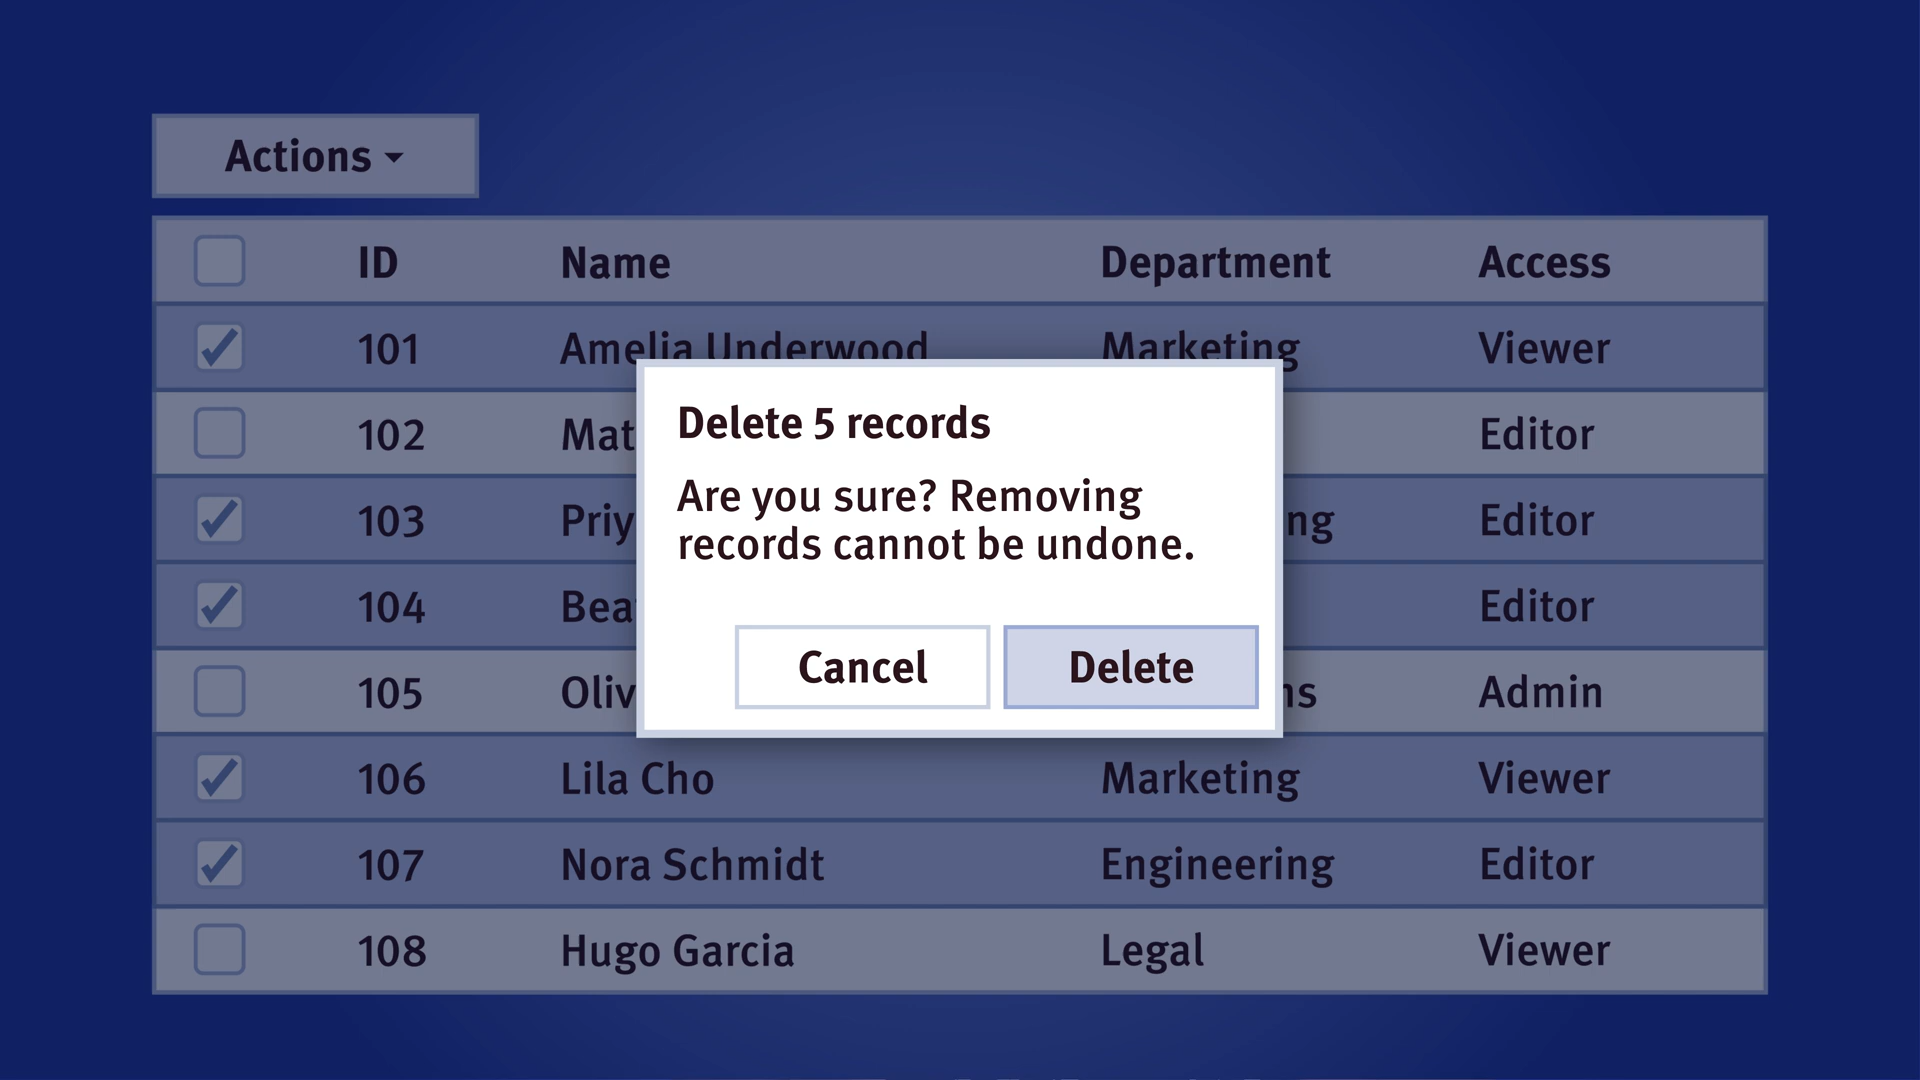 Actions
ID Name Department Access
101 Amelia Underwood Marketing Viewer
102 Editor
103 Editor
104 Editor
105 Admin
106 Lila Cho Marketing Viewer
107 Nora Schmidt Engineering Editor
108 Hugo Garcia Legal Viewer
Delete 5 records
Are you sure? Removing
records cannot be undone.
Cancel Delete